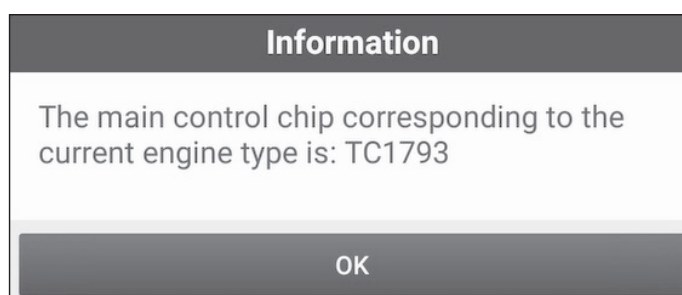 Information
The main control chip corresponding to the
current engine type is: TC1793
OK